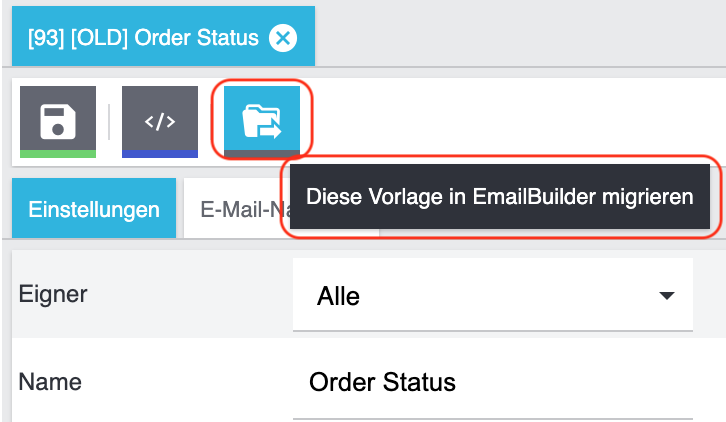 [93] [OLD] Order Status
</>
Diese Vorlage in EmailBuilder migrieren
Einstellungen
E-Mail-Na
Eigner
Alle
Name
Order Status